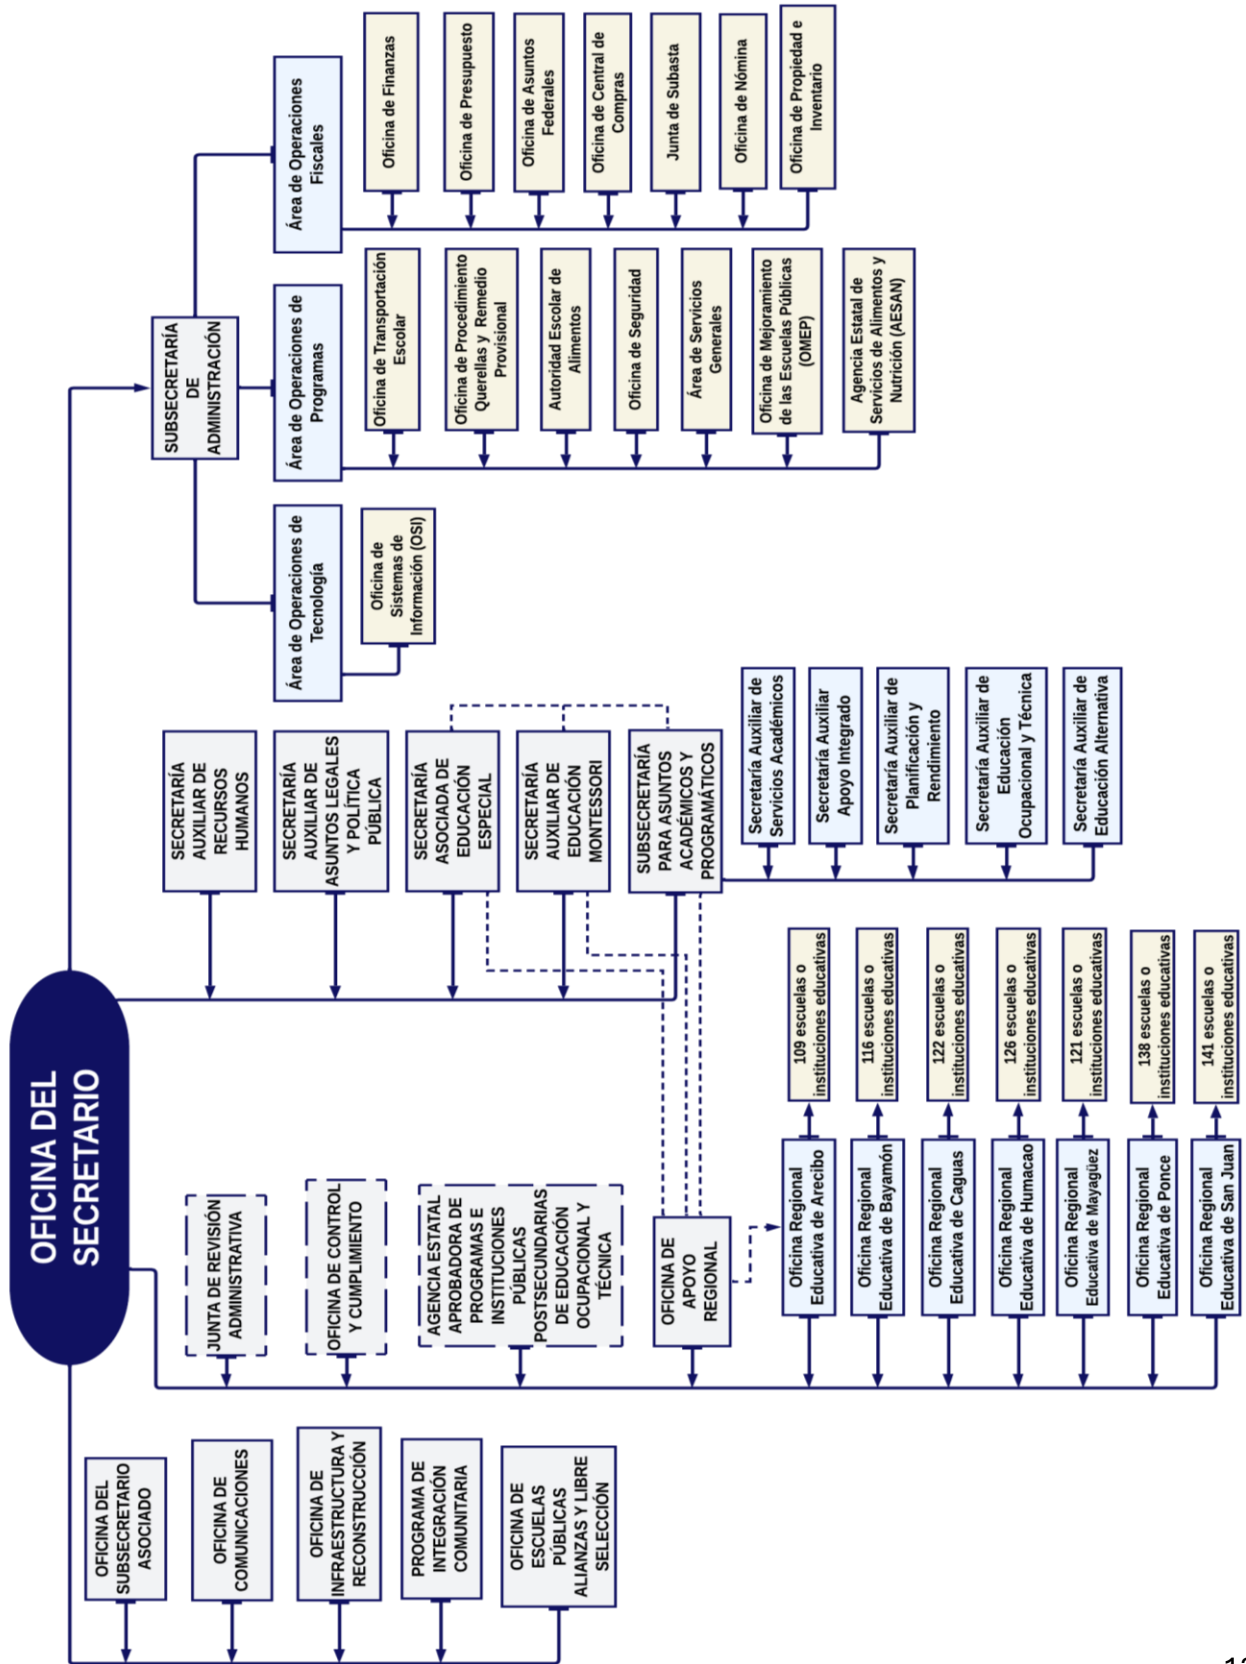 OFICINA DEL
SECRETARIO
OFICINA DEL
SUBSECRETARIO
ASOCIADO
OFICINA DE
COMUNICACIONES
OFICINA DE
INFRAESTRUCTURA Y
RECONSTRUCCIÓN
PROGRAMA DE
INTEGRACIÓN
COMUNITARIA
OFICINA DE
ESCUELAS
PÚBLICAS
ALIANZAS Y LIBRE
SELECCIÓN
JUNTA DE REVISIÓN
ADMINISTRATIVA
OFICINA DE CONTROL
Y CUMPLIMIENTO
AGENCIA ESTATAL
APROBADORA DE
PROGRAMAS E
INSTITUCIONES
PÚBLICAS
POSTSECUNDARIAS
DE EDUCACIÓN
OCUPACIONAL Y
TÉCNICA
OFICINA DE
APOYO
REGIONAL
Oficina Regional
Educativa de Arecibo
109 escuelas o
instituciones educativas
Oficina Regional
Educativa de Bayamón
116 escuelas o
instituciones educativas
Oficina Regional
Educativa de Caguas
122 escuelas o
instituciones educativas
Oficina Regional
Educativa de Humacao
126 escuelas o
instituciones educativas
Oficina Regional
Educativa de Mayagüez
121 escuelas o
instituciones educativas
Oficina Regional
Educativa de Ponce
138 escuelas o
instituciones educativas
Oficina Regional
Educativa de San Juan
141 escuelas o
instituciones educativas
SECRETARÍA
AUXILIAR DE
RECURSOS
HUMANOS
SECRETARÍA
AUXILIAR DE
ASUNTOS LEGALES
Y POLÍTICA
PÚBLICA
SECRETARÍA
ASOCIADA DE
EDUCACIÓN
ESPECIAL
SECRETARÍA
AUXILIAR DE
EDUCACIÓN
MONTESSORI
SUBSECRETARÍA
PARA ASUNTOS
ACADÉMICOS Y
PROGRAMÁTICOS
Secretaría Auxiliar de
Servicios Académicos
Secretaría Auxiliar
Apoyo Integrado
Secretaría Auxiliar de
Planificación y
Rendimiento
Secretaría Auxiliar de
Educación
Ocupacional y Técnica
Secretaría Auxiliar de
Educación Alternativa
SUBSECRETARÍA
DE
ADMINISTRACIÓN
Área de Operaciones de
Tecnología
Oficina de
Sistemas de
Información (OSI)
Área de Operaciones de
Programas
Oficina de Transportación
Escolar
Oficina de Procedimiento
Querellas y Remedio
Provisional
Autoridad Escolar de
Alimentos
Oficina de Seguridad
Área de Servicios
Generales
Oficina de Mejoramiento
de las Escuelas Públicas
(OMEP)
Agencia Estatal de
Servicios de Alimentos y
Nutrición (AESAN)
Área de Operaciones
Fiscales
Oficina de Finanzas
Oficina de Presupuesto
Oficina de Asuntos
Federales
Oficina de Central de
Compras
Junta de Subasta
Oficina de Nómina
Oficina de Propiedad e
Inventario